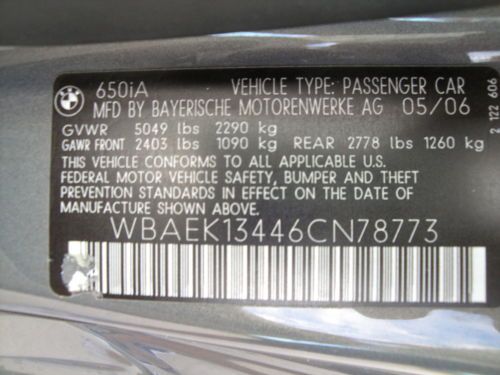 650iA VEHICLE TYPE: PASSENGER CAR
MFD BY BAYERISCHE MOTORENWERKE AG 05/06
GVWR 5049 lbs 2290 kg
GAWR FRONT 2403 lbs 1090 kg REAR 2778 lbs 1260 kg
THIS VEHICLE CONFORMS TO ALL APPLICABLE U.S.
FEDERAL MOTOR VEHICLE SAFETY, BUMPER AND THEFT
PREVENTION STANDARDS IN EFFECT ON THE DATE OF
MANUFACTURE SHOWN ABOVE.
WBAEK13446CN78773
2 122 606